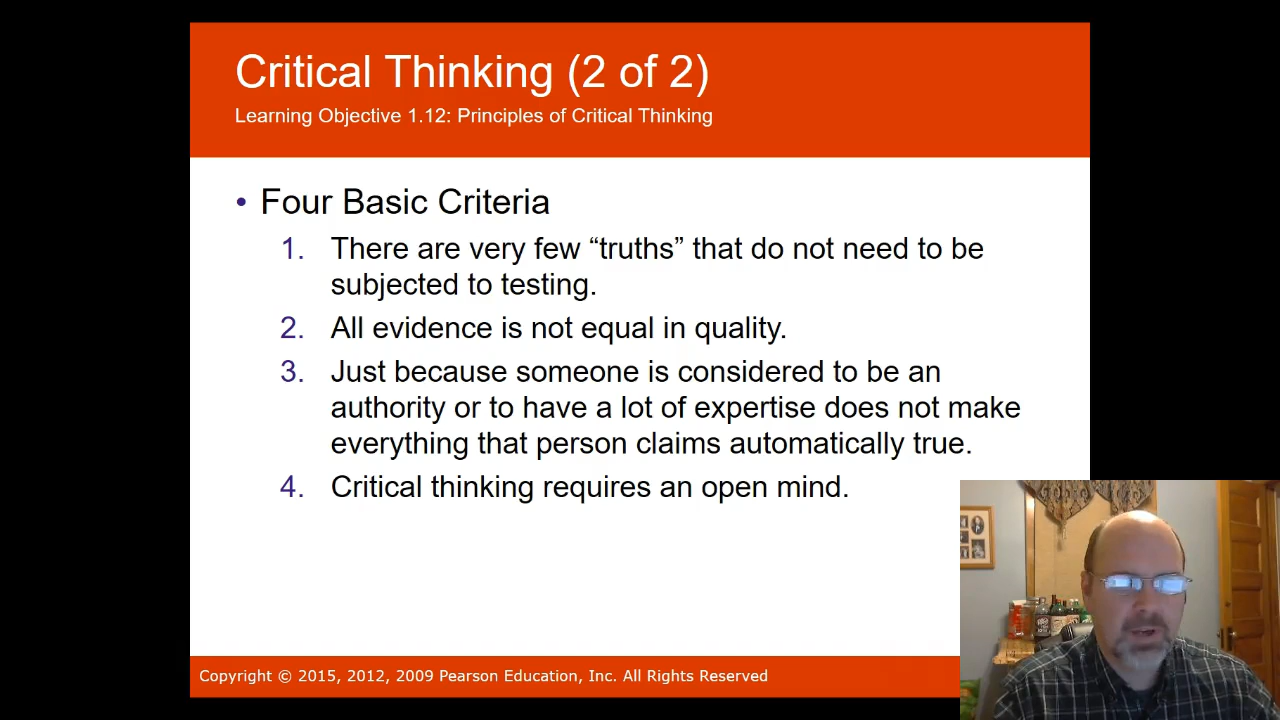 Critical Thinking (2 of 2)
Learning Objective 1.12: Principles of Critical Thinking
• Four Basic Criteria
1. There are very few “truths” that do not need to be
subjected to testing.
2. All evidence is not equal in quality.
3. Just because someone is considered to be an
authority or to have a lot of expertise does not make
everything that person claims automatically true.
4. Critical thinking requires an open mind.
Copyright © 2015, 2012, 2009 Pearson Education, Inc. All Rights Reserved